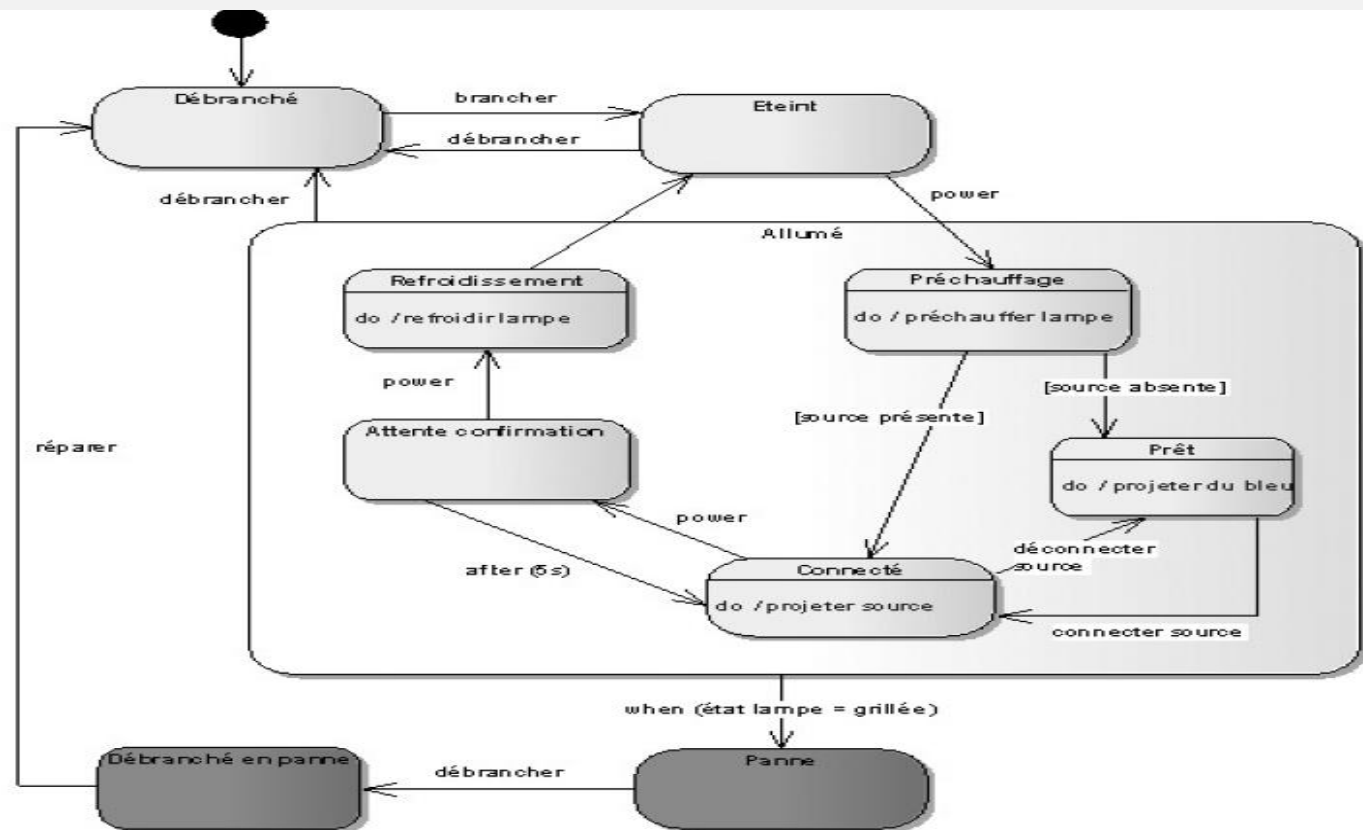 Débranché
brancher
Eteint
débrancher
débrancher
power
Allumé
Refroidissement
do / refroidir lampe
Préchauffage
do / préchauffer lampe
power
[source absente]
[source présente]
Attente confirmation
réparer
Prêt
do / projeter du bleu
power
after (5s)
déconnecter
source
Connecté
do / projeter source
connecter source
when (état lampe = grillée)
Débranché en panne
débrancher
Panne